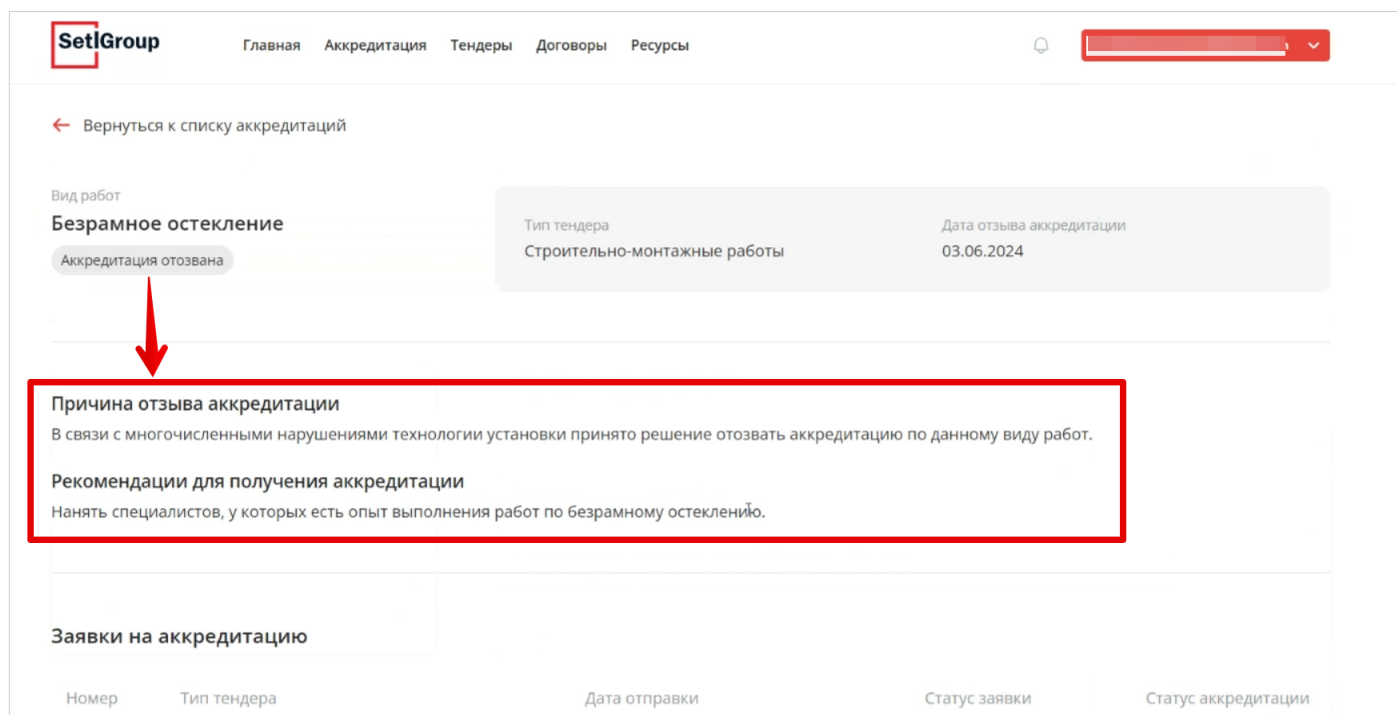 SetlGroup
Главная Аккредитация Тендеры Договоры Ресурсы
Вернуться к списку аккредитаций
Вид работ
Безрамное остекление
Аккредитация отозвана
Тип тендера
Строительно-монтажные работы
Дата отзыва аккредитации
03.06.2024
Причина отзыва аккредитации
В связи с многочисленными нарушениями технологии установки принято решение отозвать аккредитацию по данному виду работ.
Рекомендации для получения аккредитации
Нанять специалистов, у которых есть опыт выполнения работ по безрамному остеклению.
Заявки на аккредитацию
Номер Тип тендера Дата отправки Статус заявки Статус аккредитации